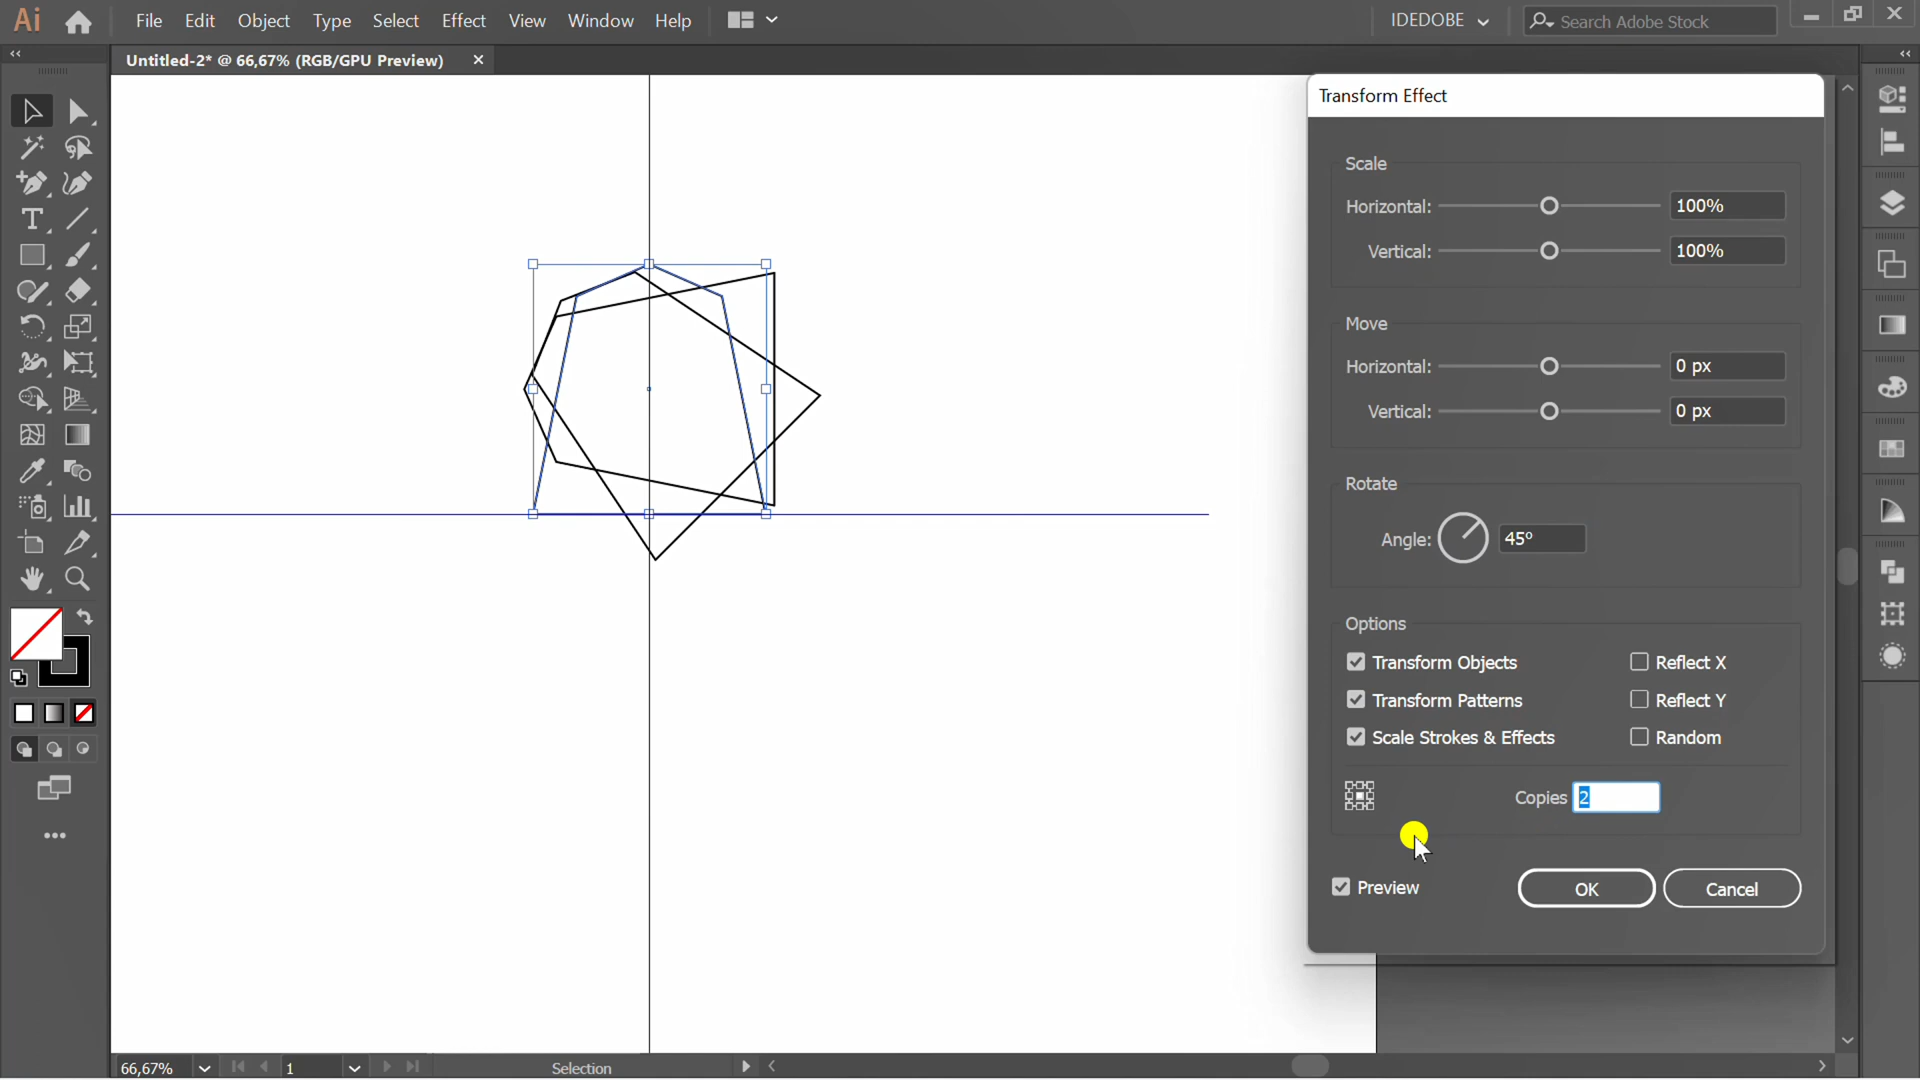 Ai File Edit Object Type Select Effect View Window Help IDEDOBE Search Adobe Stock
Untitled-2* @ 66,67% (RGB/GPU Preview)
Transform Effect
Scale
Horizontal: 100%
Vertical: 100%
Move
Horizontal: 0 px
Vertical: 0 px
Rotate
Angle: 45°
Options
Transform Objects Reflect X
Transform Patterns Reflect Y
Scale Strokes & Effects Random
Copies 2
Preview OK Cancel
66,67% 1 Selection